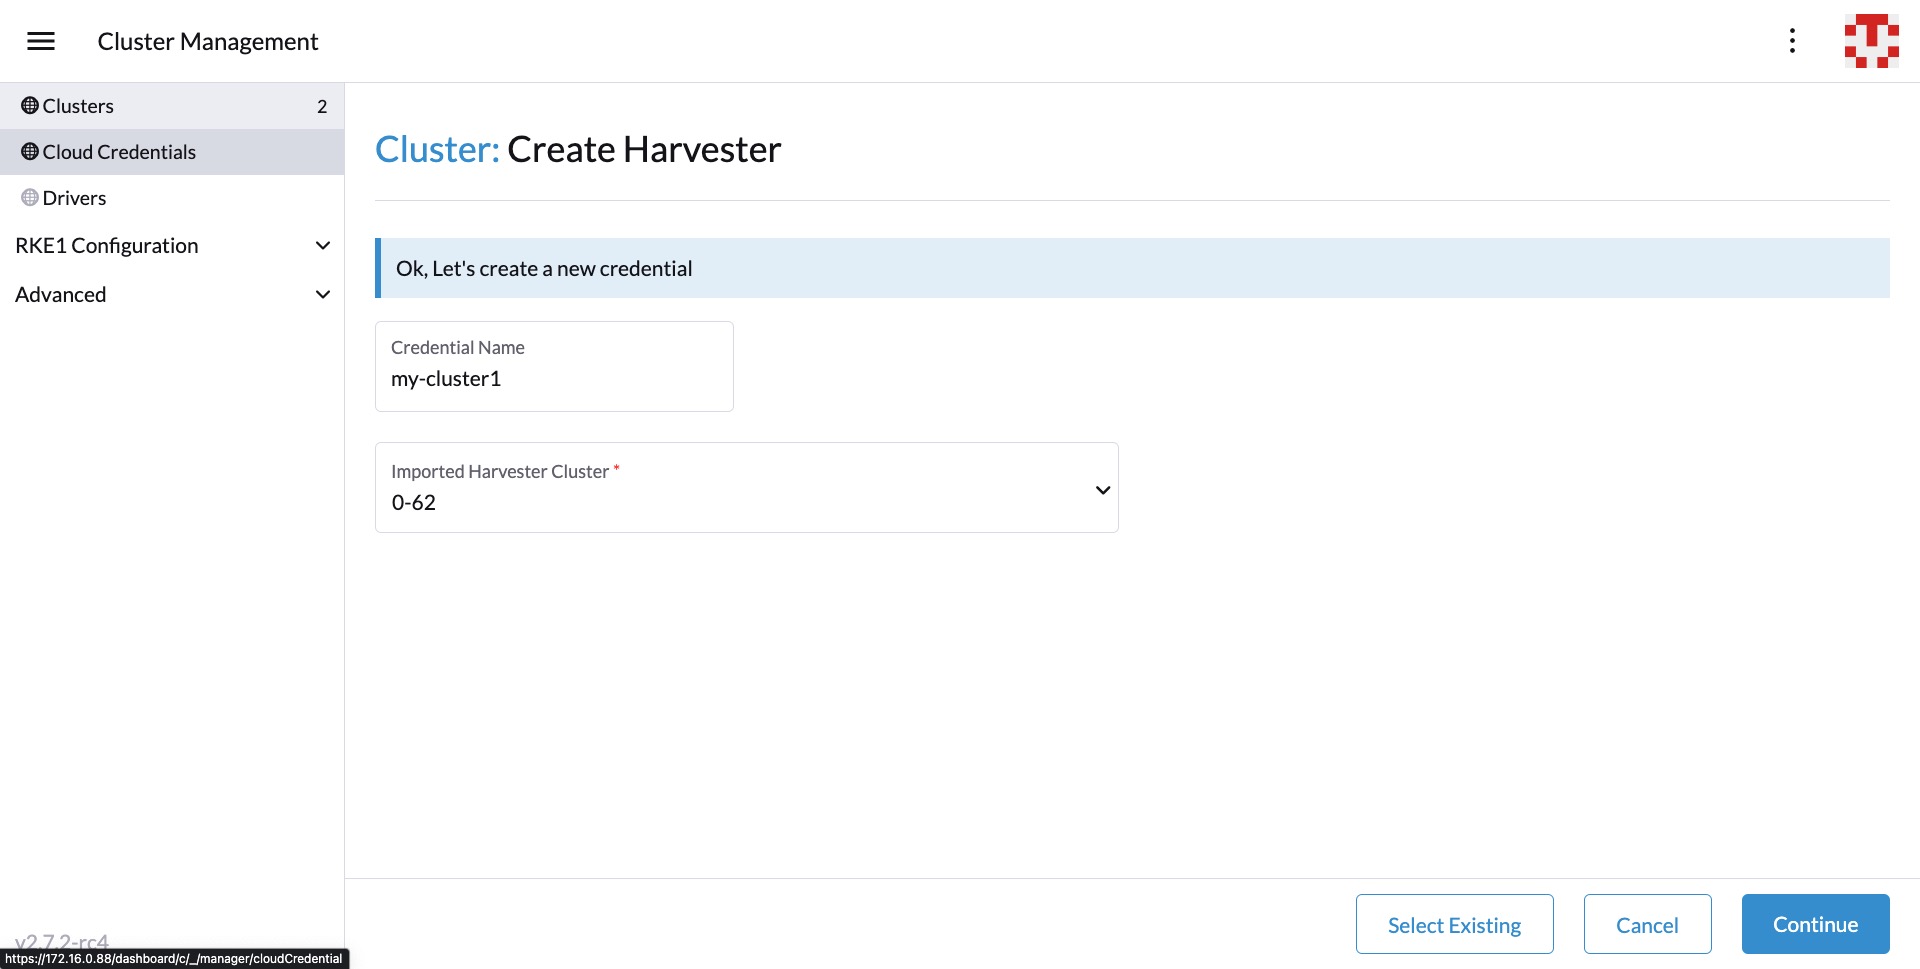 Cluster Management
Clusters 2
Cloud Credentials
Drivers
RKE1 Configuration
Advanced
Cluster: Create Harvester
Ok, Let's create a new credential
Credential Name
my-cluster1
Imported Harvester Cluster *
0-62
Select Existing
Cancel
Continue
v2.7.2-rc4
https://172.16.0.88/dashboard/c/_/manager/cloudCredential